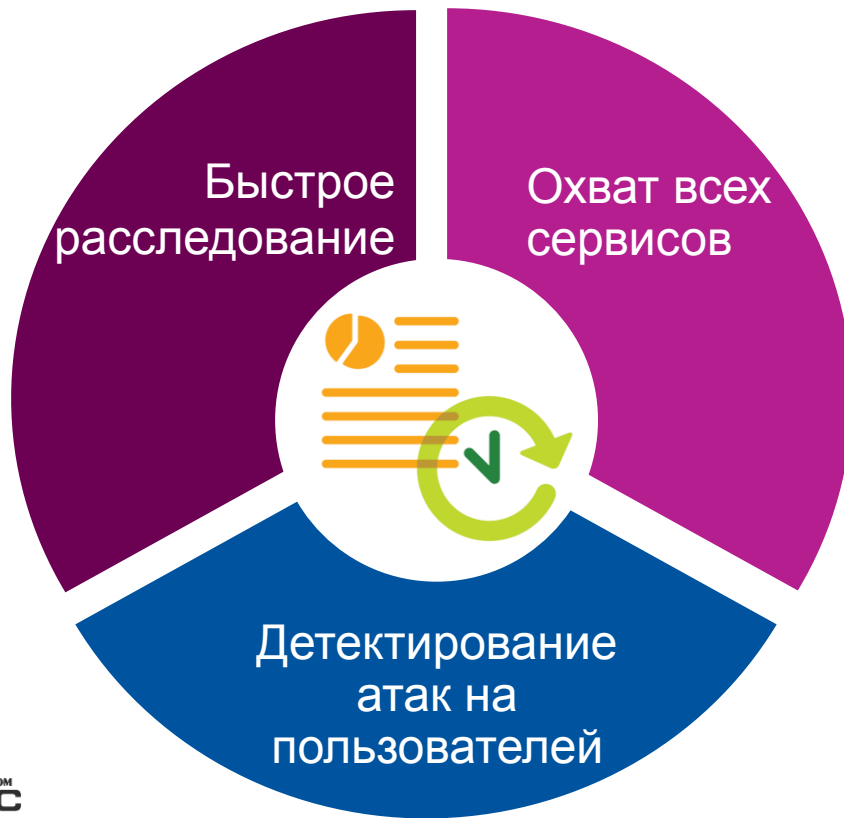 Быстрое
расследование
Охват всех
сервисов
Детектирование
атак на
пользователей